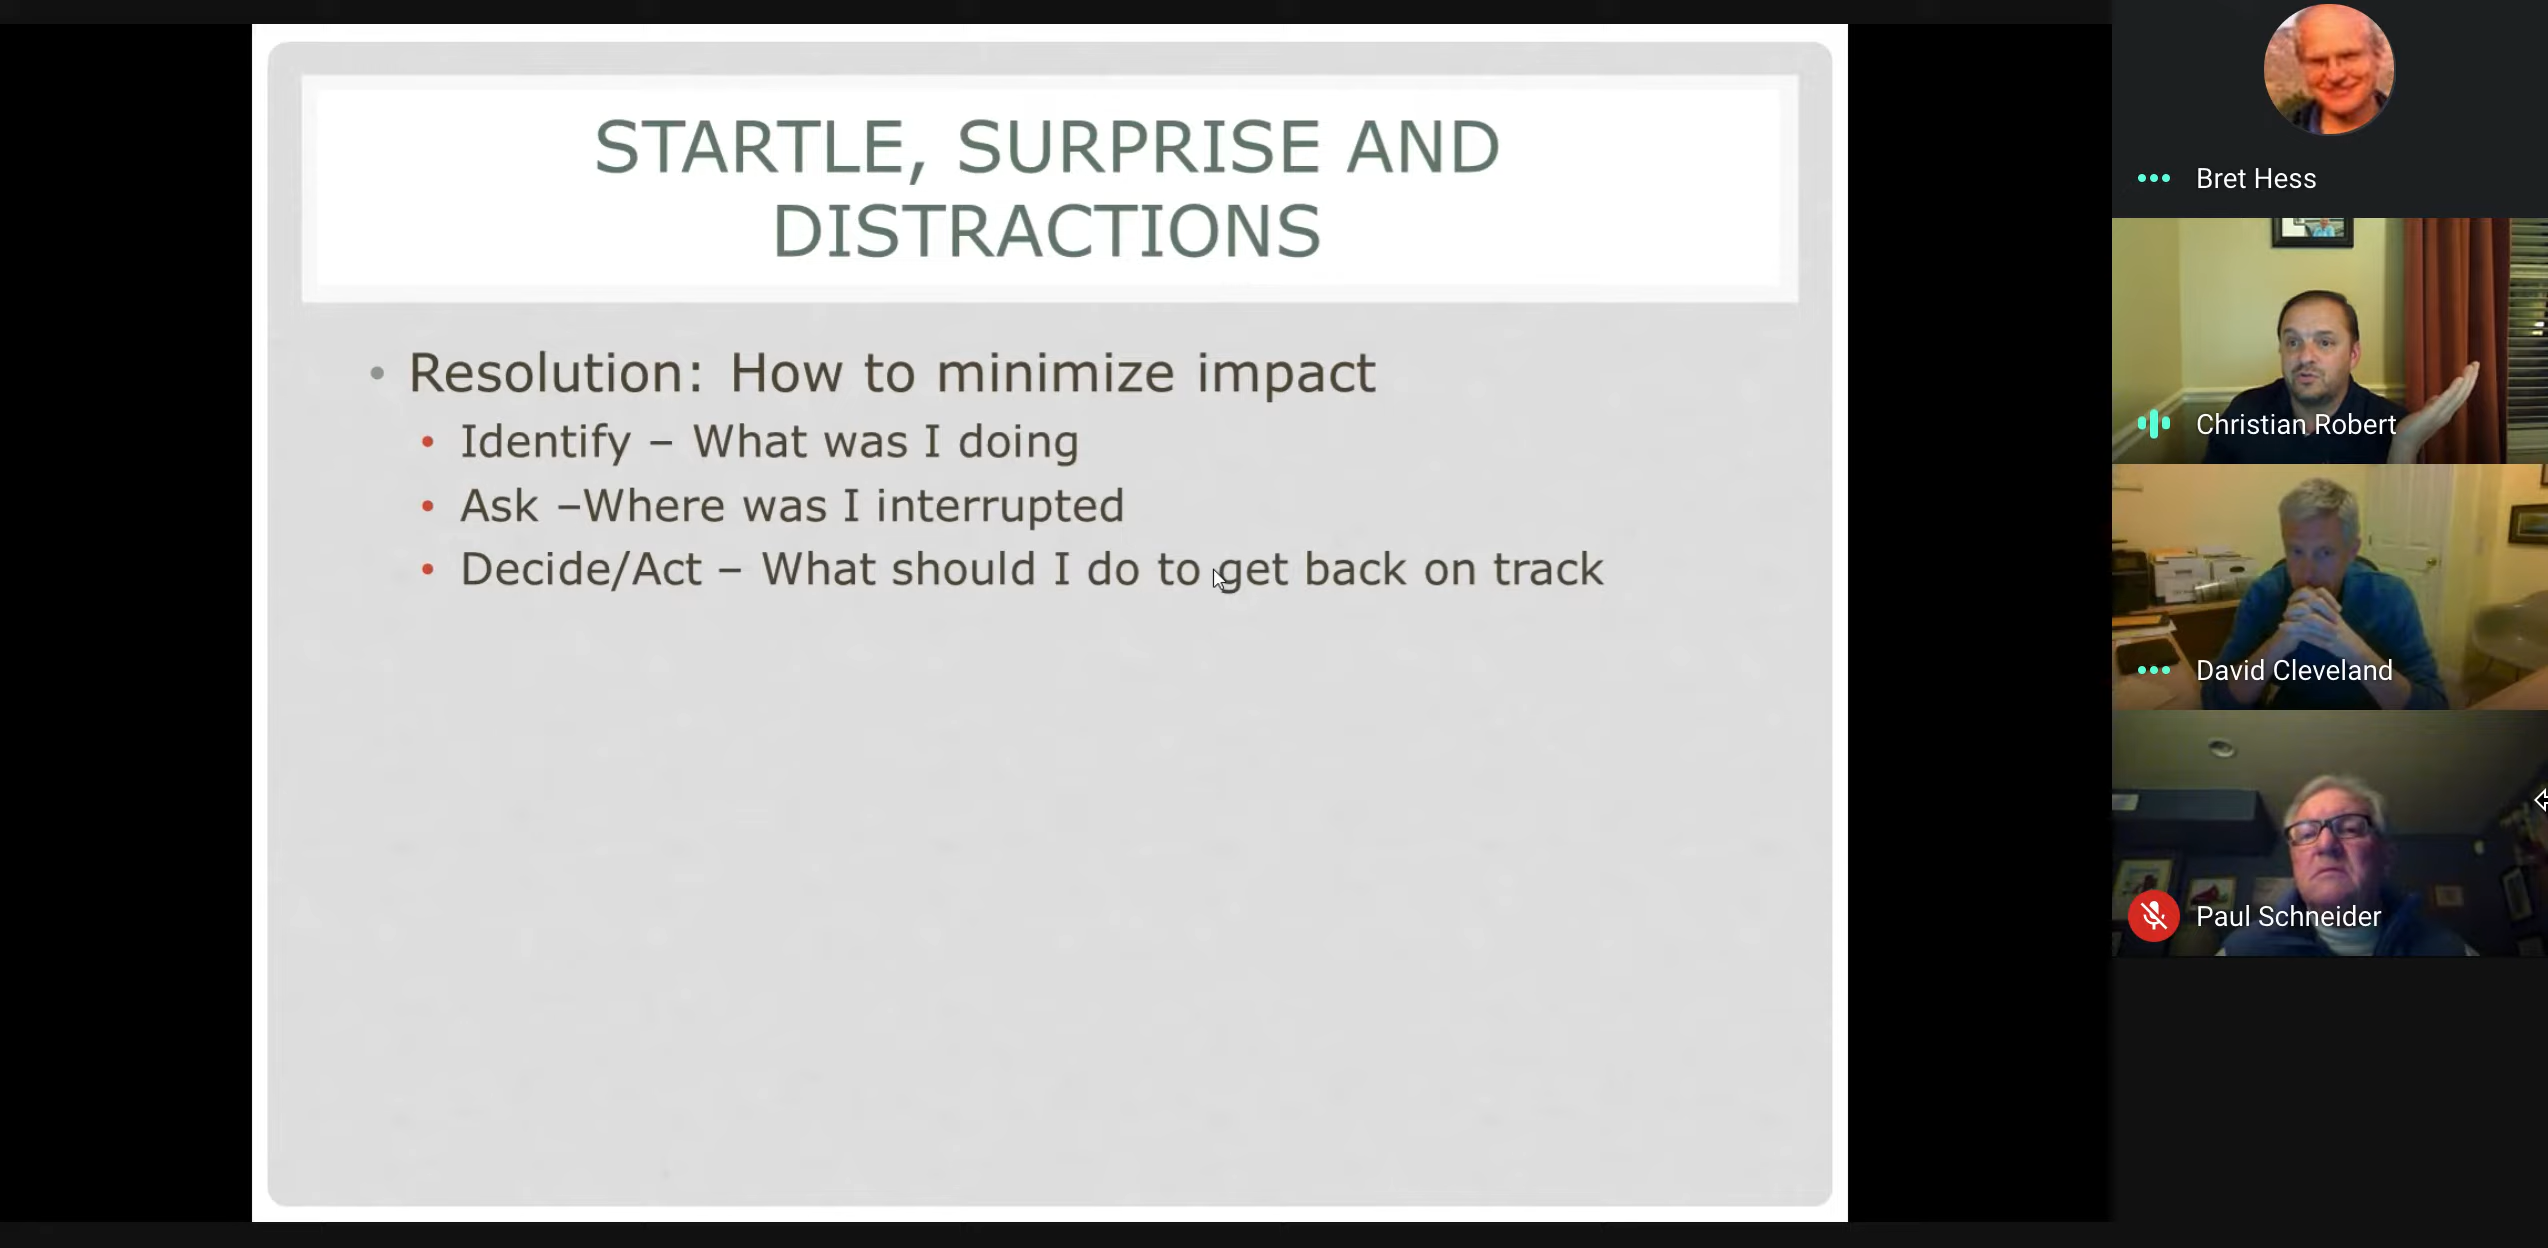 STARTLE, SURPRISE AND
DISTRACTIONS
Resolution: How to minimize impact
Identify – What was I doing
Ask –Where was I interrupted
Decide/Act – What should I do to get back on track
Bret Hess
Christian Robert
David Cleveland
Paul Schneider